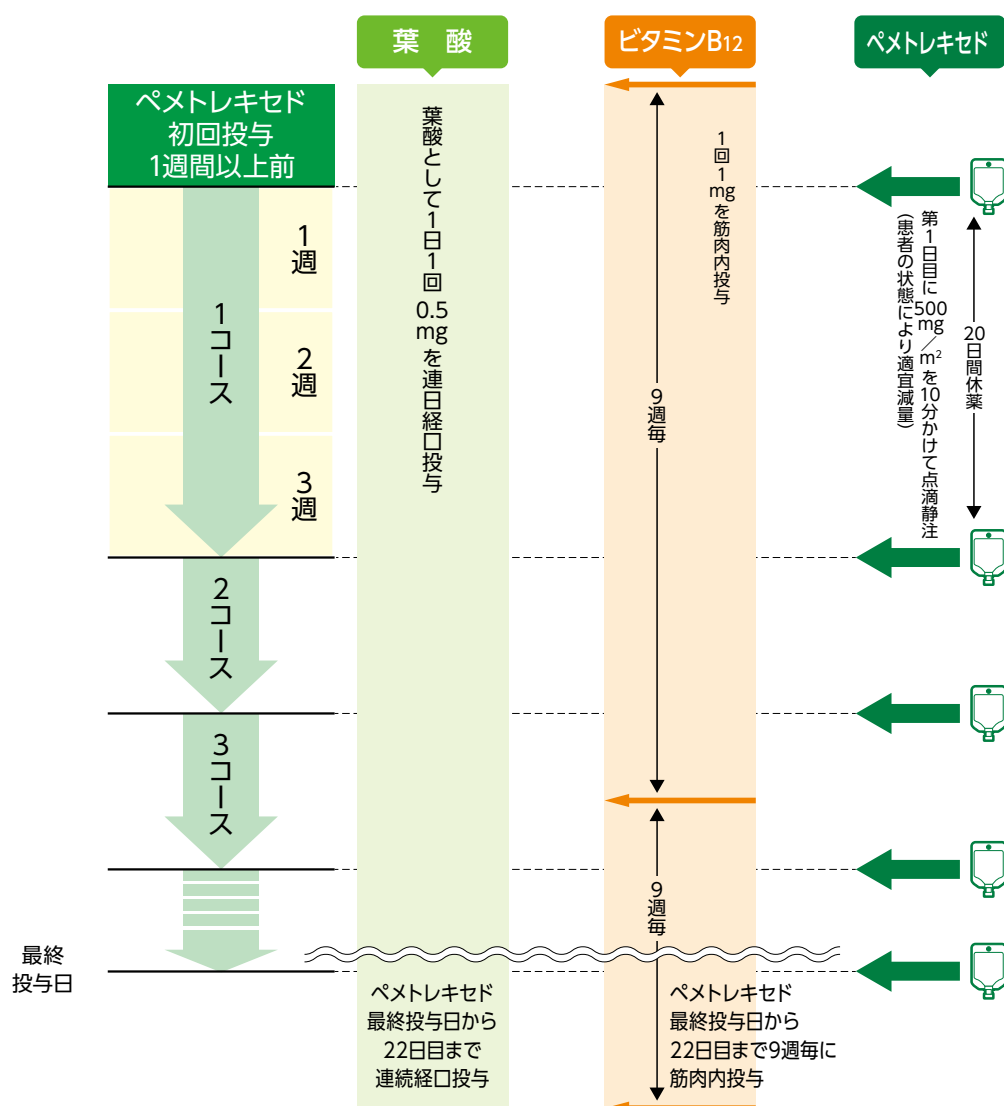 葉 酸
ビタミンB12
ペメトレキセド
ペメトレキセド
初回投与
1週間以上前
1週
2週
3週
1コース
2コース
3コース
最終
投与日
葉酸として1日1回0.5mgを連日経口投与
ペメトレキセド
最終投与日から
22日目まで
連続経口投与
1回1mgを筋肉内投与
9週毎
9週毎
ペメトレキセド
最終投与日から
22日目まで9週毎に
筋肉内投与
第1日目に500mg/m²を10分かけて点滴静注
(患者の状態により適宜減量)
20日間休薬